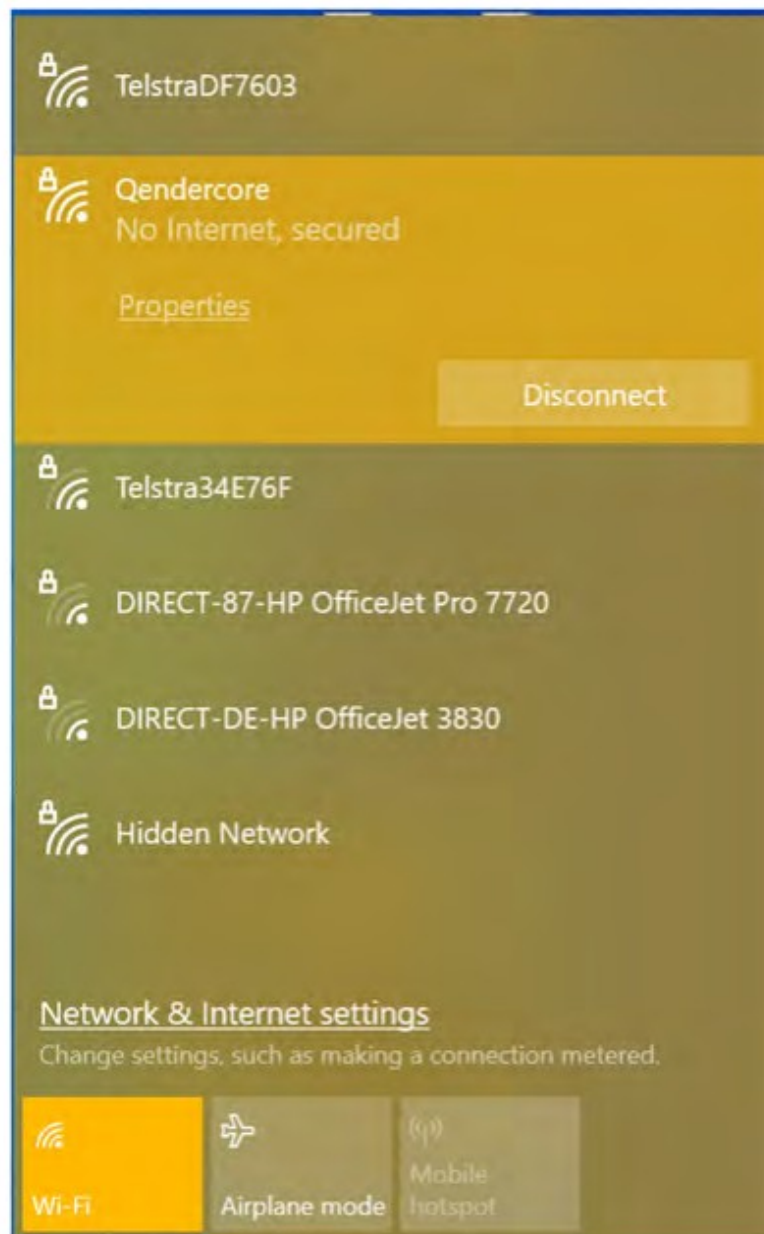 TelstraDF7603
Qendercore
No Internet, secured
Properties
Disconnect
Telstra34E76F
DIRECT-87-HP OfficeJet Pro 7720
DIRECT-DE-HP OfficeJet 3830
Hidden Network
Network & Internet settings
Change settings, such as making a connection metered.
Wi-Fi
Airplane mode
Mobile
hotspot